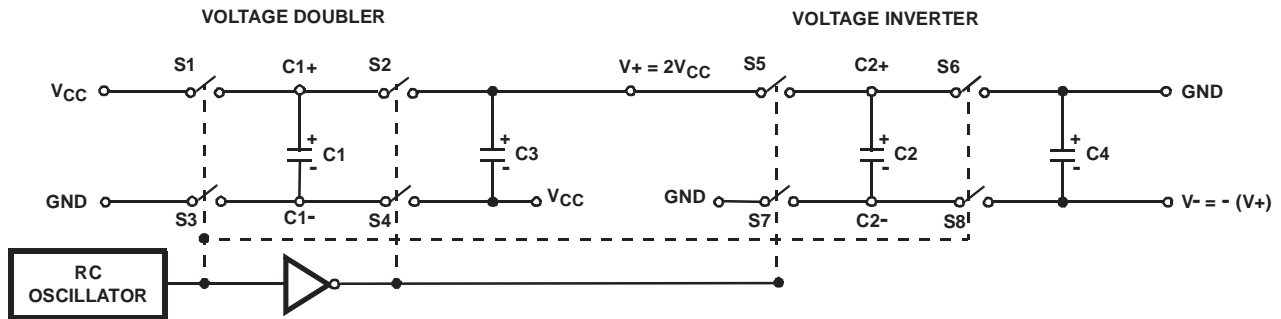 VOLTAGE DOUBLER
VOLTAGE INVERTER
S1
C1+
S2
V+ = 2VCC
S5
C2+
S6
VCC
GND
+
C1
-
+
C3
-
+
C2
-
+
C4
-
GND
S3
C1-
S4
VCC
GND
S7
C2-
S8
V- = - (V+)
RC
OSCILLATOR